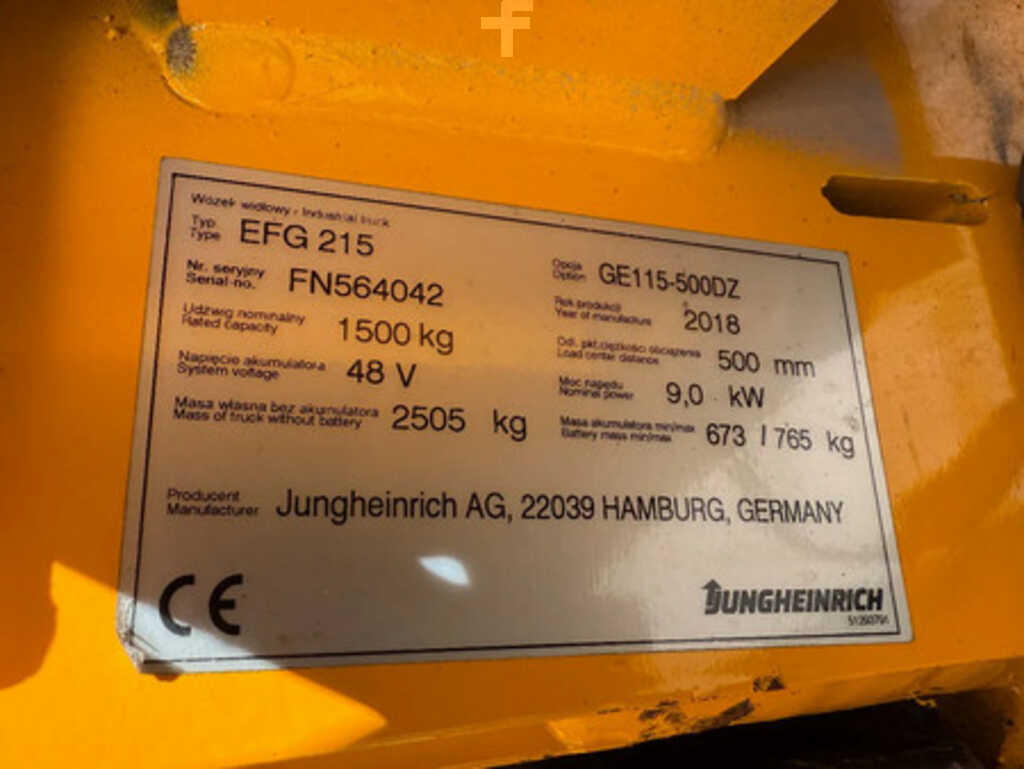 f
Wózek widłowy - Industrial truck
Typ
Type EFG 215
Opcja
Option GE115-500DZ
Nr. seryjny
Serial-no. FN564042
Rok produkcji
Year of manufacture 2018
Udźwig nominalny
Rated capacity 1500 kg
Odl. pkt.ciężkości obciążenia
Load center distance 500 mm
Napięcie akumulatora
System voltage 48 V
Moc napędu
Nominal power 9,0 kW
Masa własna bez akumulatora
Mass of truck without battery 2505 kg
Masa akumulatora min/max
Battery mass min/max 673 / 765 kg
Producent
Manufacturer Jungheinrich AG, 22039 HAMBURG, GERMANY
CE
JUNGHEINRICH